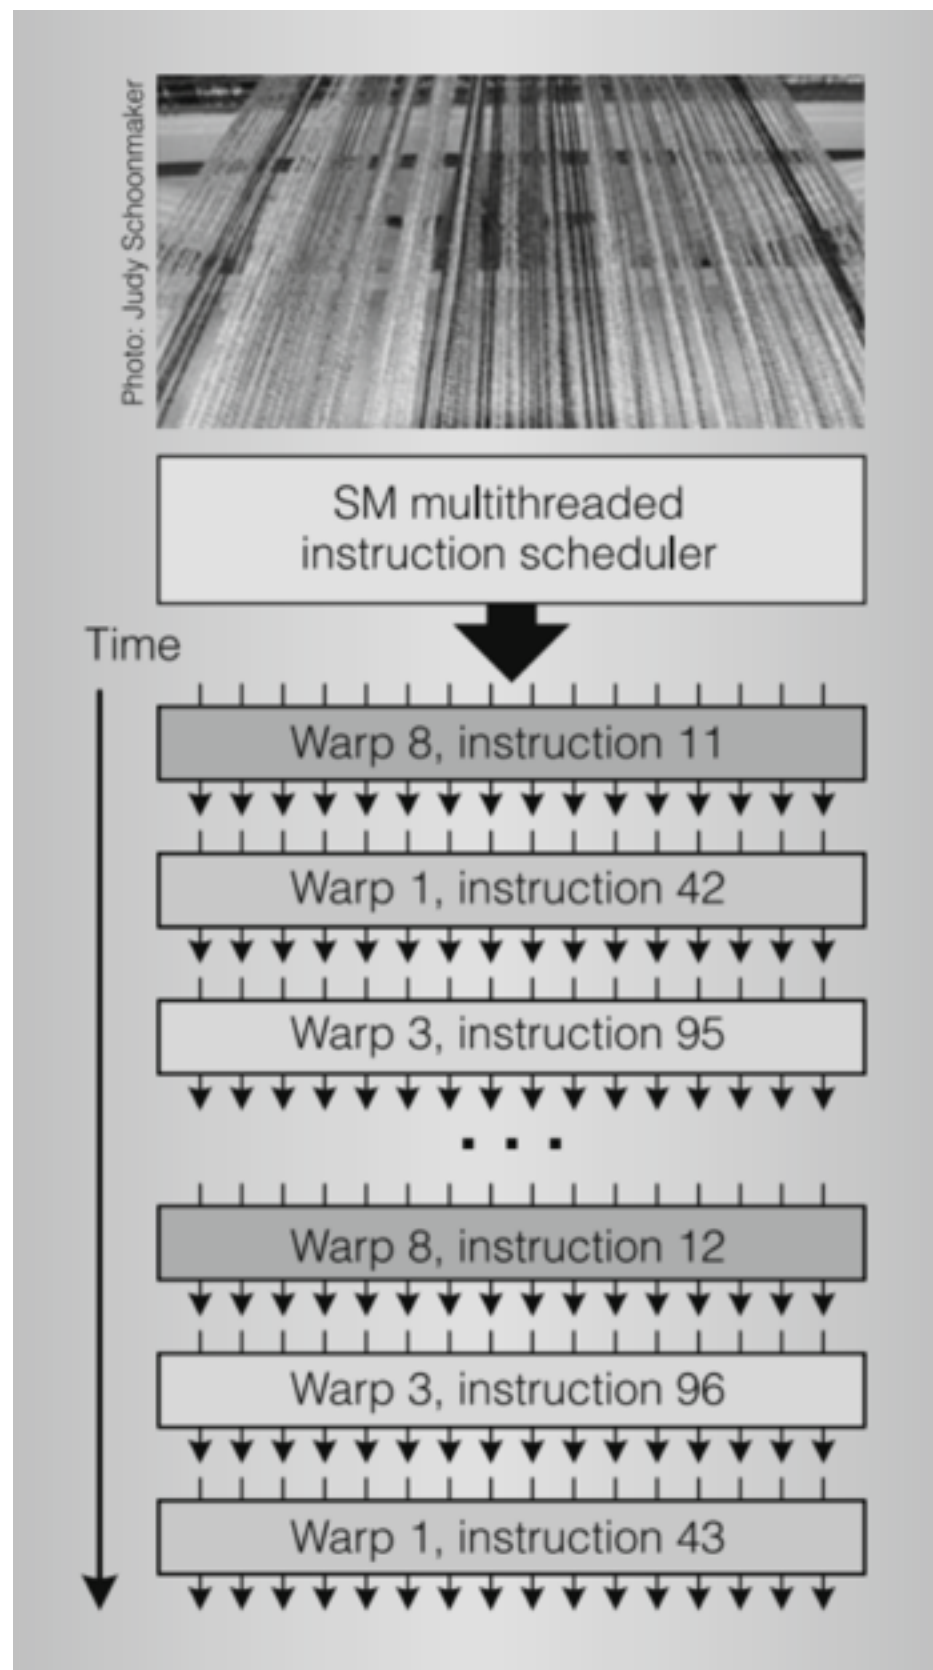 Photo: Judy Schoonmaker
SM multithreaded
instruction scheduler
Time
Warp 8, instruction 11
Warp 1, instruction 42
Warp 3, instruction 95
. . .
Warp 8, instruction 12
Warp 3, instruction 96
Warp 1, instruction 43